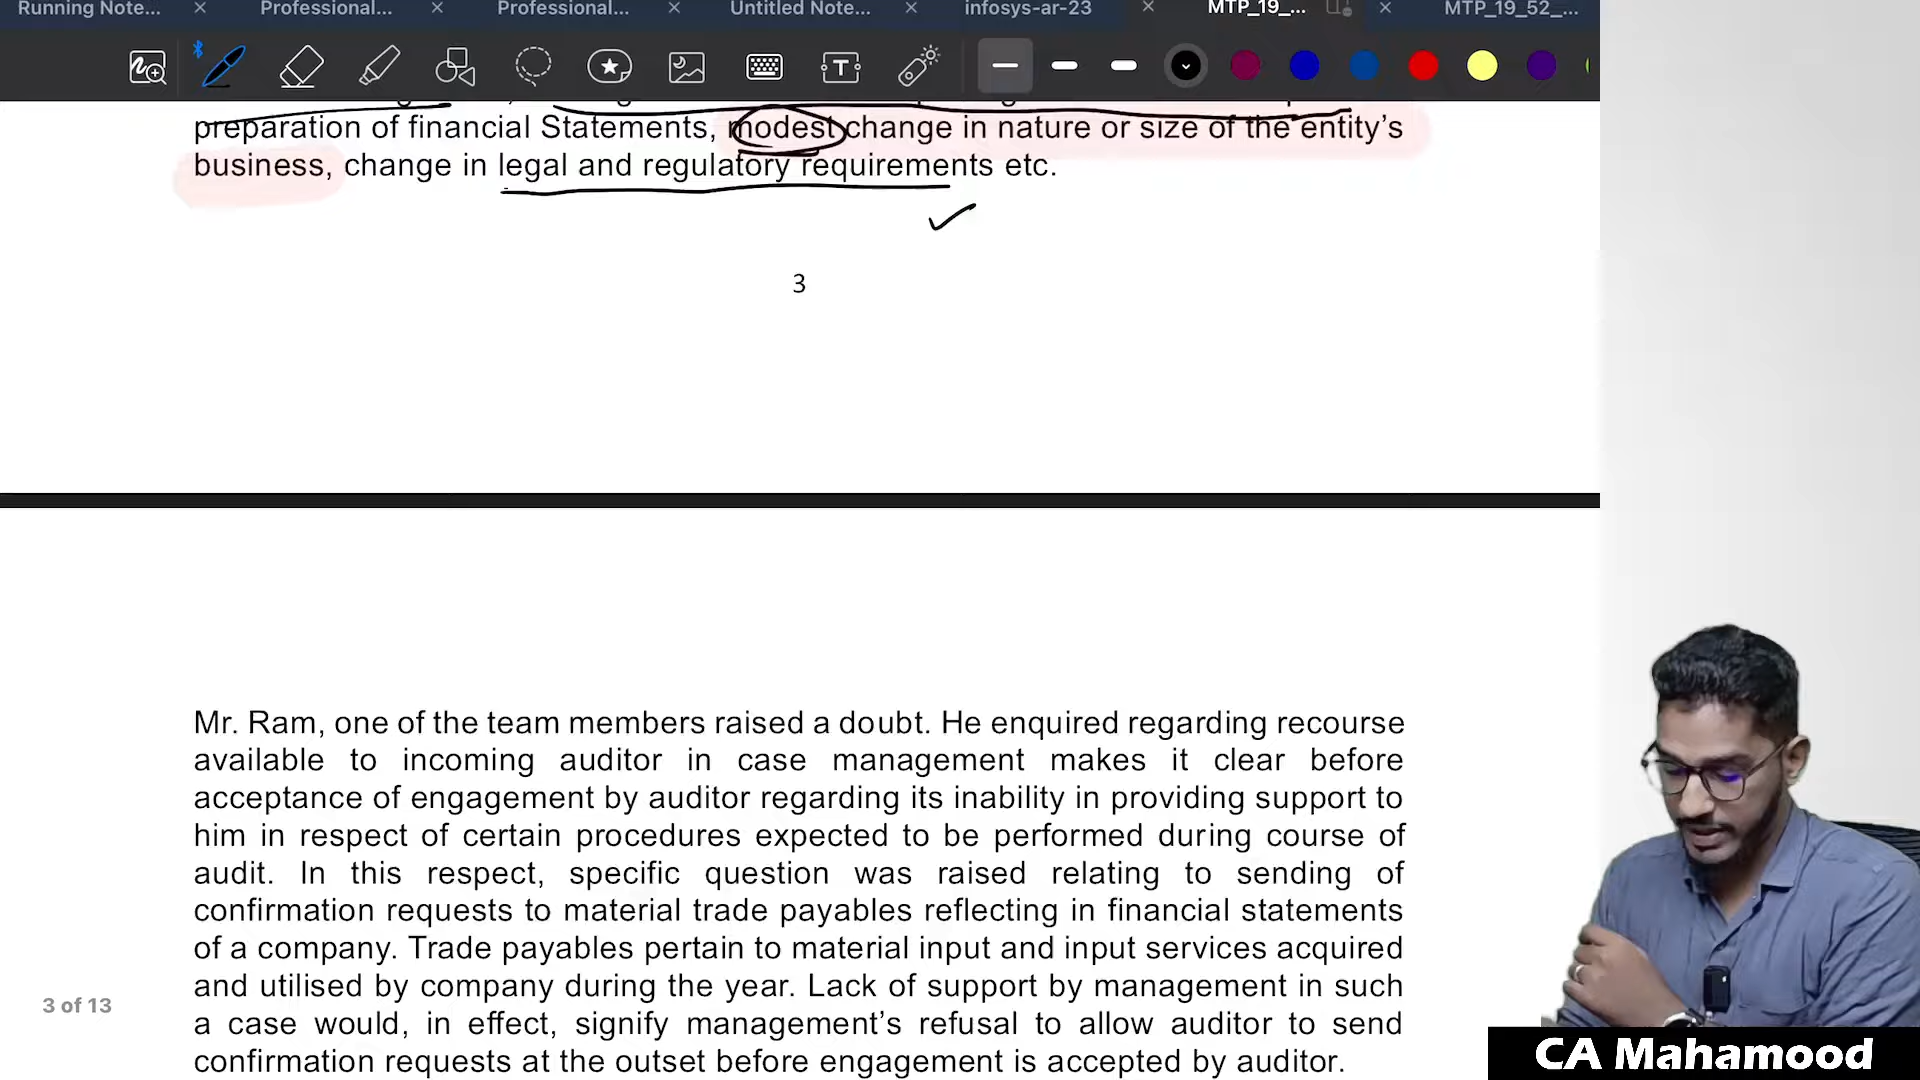 Running Note...
Professional...
Professional...
Untitled Note...
infosys-ar-23
MTP_19_...
MTP_19_52_...
preparation of financial Statements, modest change in nature or size of the entity's
business, change in legal and regulatory requirements etc.
3
Mr. Ram, one of the team members raised a doubt. He enquired regarding recourse
available to incoming auditor in case management makes it clear before
acceptance of engagement by auditor regarding its inability in providing support to
him in respect of certain procedures expected to be performed during course of
audit. In this respect, specific question was raised relating to sending of
confirmation requests to material trade payables reflecting in financial statements
of a company. Trade payables pertain to material input and input services acquired
and utilised by company during the year. Lack of support by management in such
3 of 13
a case would, in effect, signify management's refusal to allow auditor to send
confirmation requests at the outset before engagement is accepted by auditor.
CA Mahamood